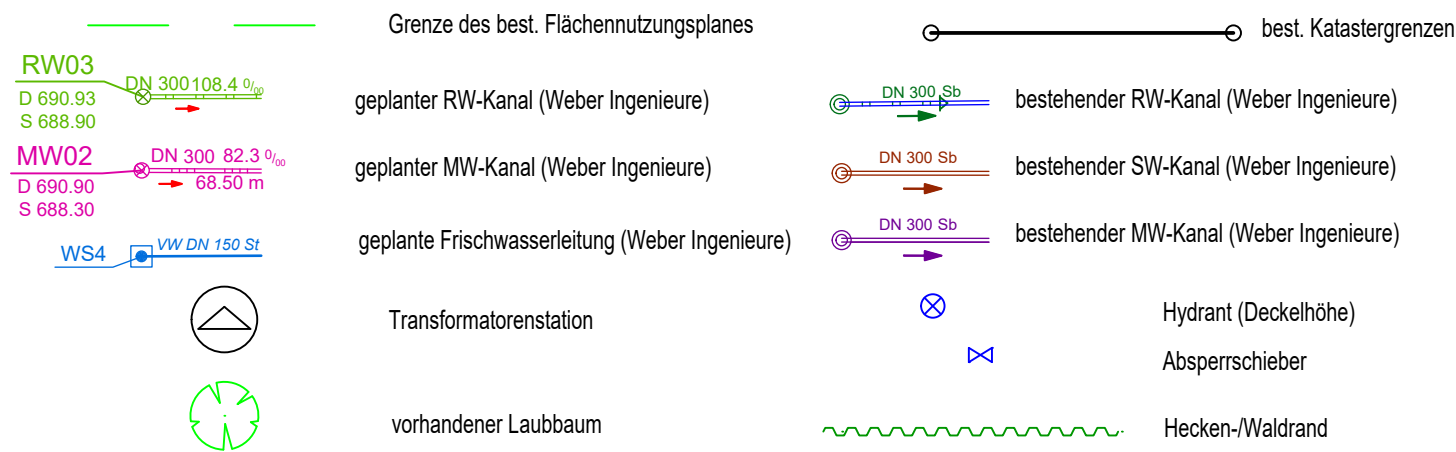 Grenze des best. Flächennutzungsplanes
best. Katastergrenzen
RW03
DN 300 108.4 0/00
D 690.93
S 688.90
geplanter RW-Kanal (Weber Ingenieure)
DN 300 Sb
bestehender RW-Kanal (Weber Ingenieure)
MW02
DN 300 82.3 0/00
68.50 m
D 690.90
S 688.30
geplanter MW-Kanal (Weber Ingenieure)
DN 300 Sb
bestehender SW-Kanal (Weber Ingenieure)
WS4
VW DN 150 St
geplante Frischwasserleitung (Weber Ingenieure)
DN 300 Sb
bestehender MW-Kanal (Weber Ingenieure)
Transformatorenstation
Hydrant (Deckelhöhe)
Absperrschieber
vorhandener Laubbaum
Hecken-/Waldrand